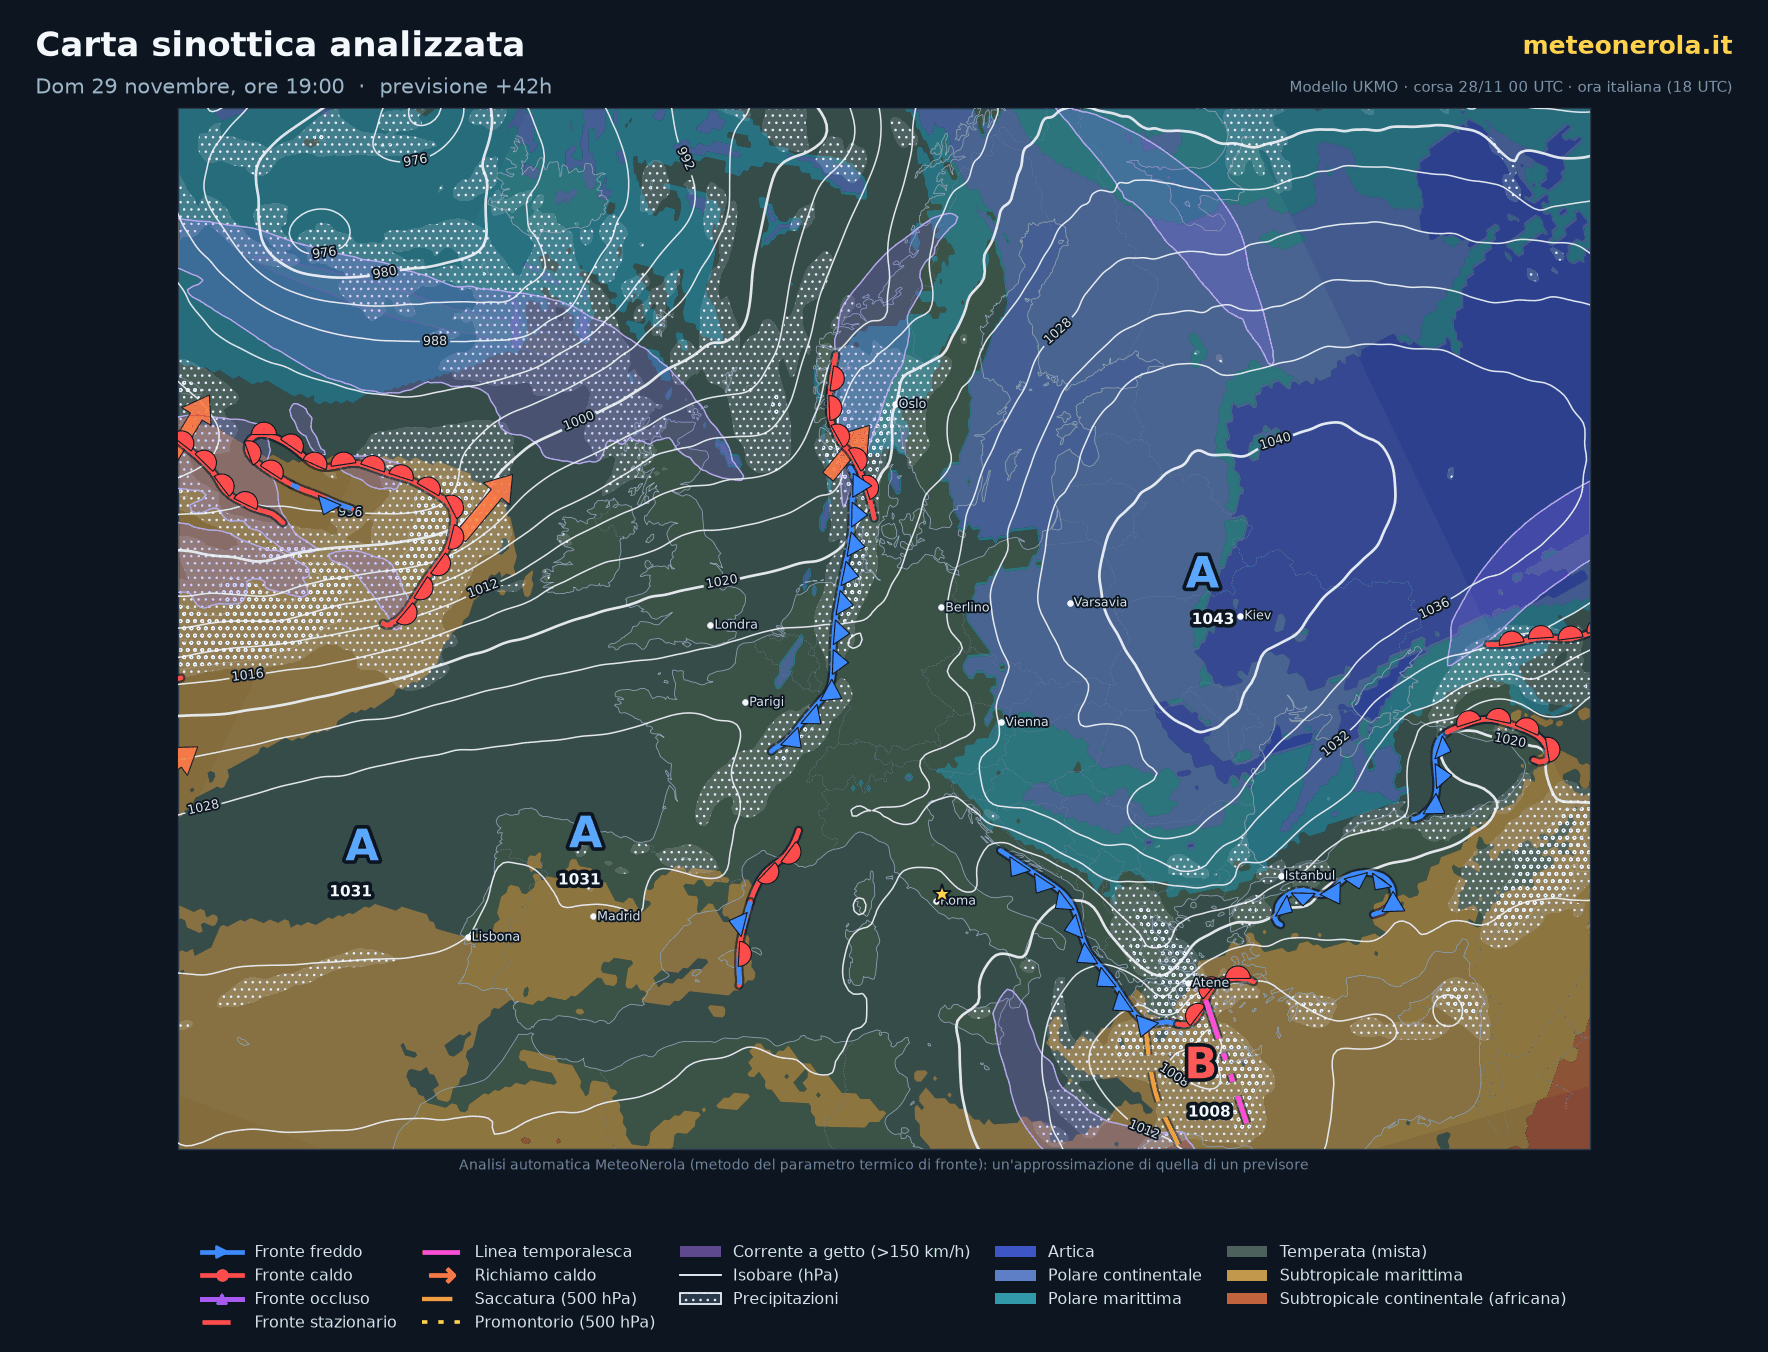 Carta sinottica analizzata
meteonerola.it
Dom 29 novembre, ore 19:00 · previsione +42h
Modello UKMO · corsa 28/11 00 UTC · ora italiana (18 UTC)
976
992
976
980
988
1028
1000
Oslo
1040
996
1012
1020
A
1043
Kiev
Berlino
Varsavia
1036
Londra
1016
Parigi
Vienna
1032
1020
1028
A
1031
A
1031
Istanbul
Roma
Madrid
Lisbona
Atene
B
1008
1008
1012
Analisi automatica MeteoNerola (metodo del parametro termico di fronte): un'approssimazione di quella di un previsore
Fronte freddo
Fronte caldo
Fronte occluso
Fronte stazionario
Linea temporalesca
Richiamo caldo
Saccatura (500 hPa)
Promontorio (500 hPa)
Corrente a getto (>150 km/h)
Isobare (hPa)
Precipitazioni
Artica
Polare continentale
Polare marittima
Temperata (mista)
Subtropicale marittima
Subtropicale continentale (africana)